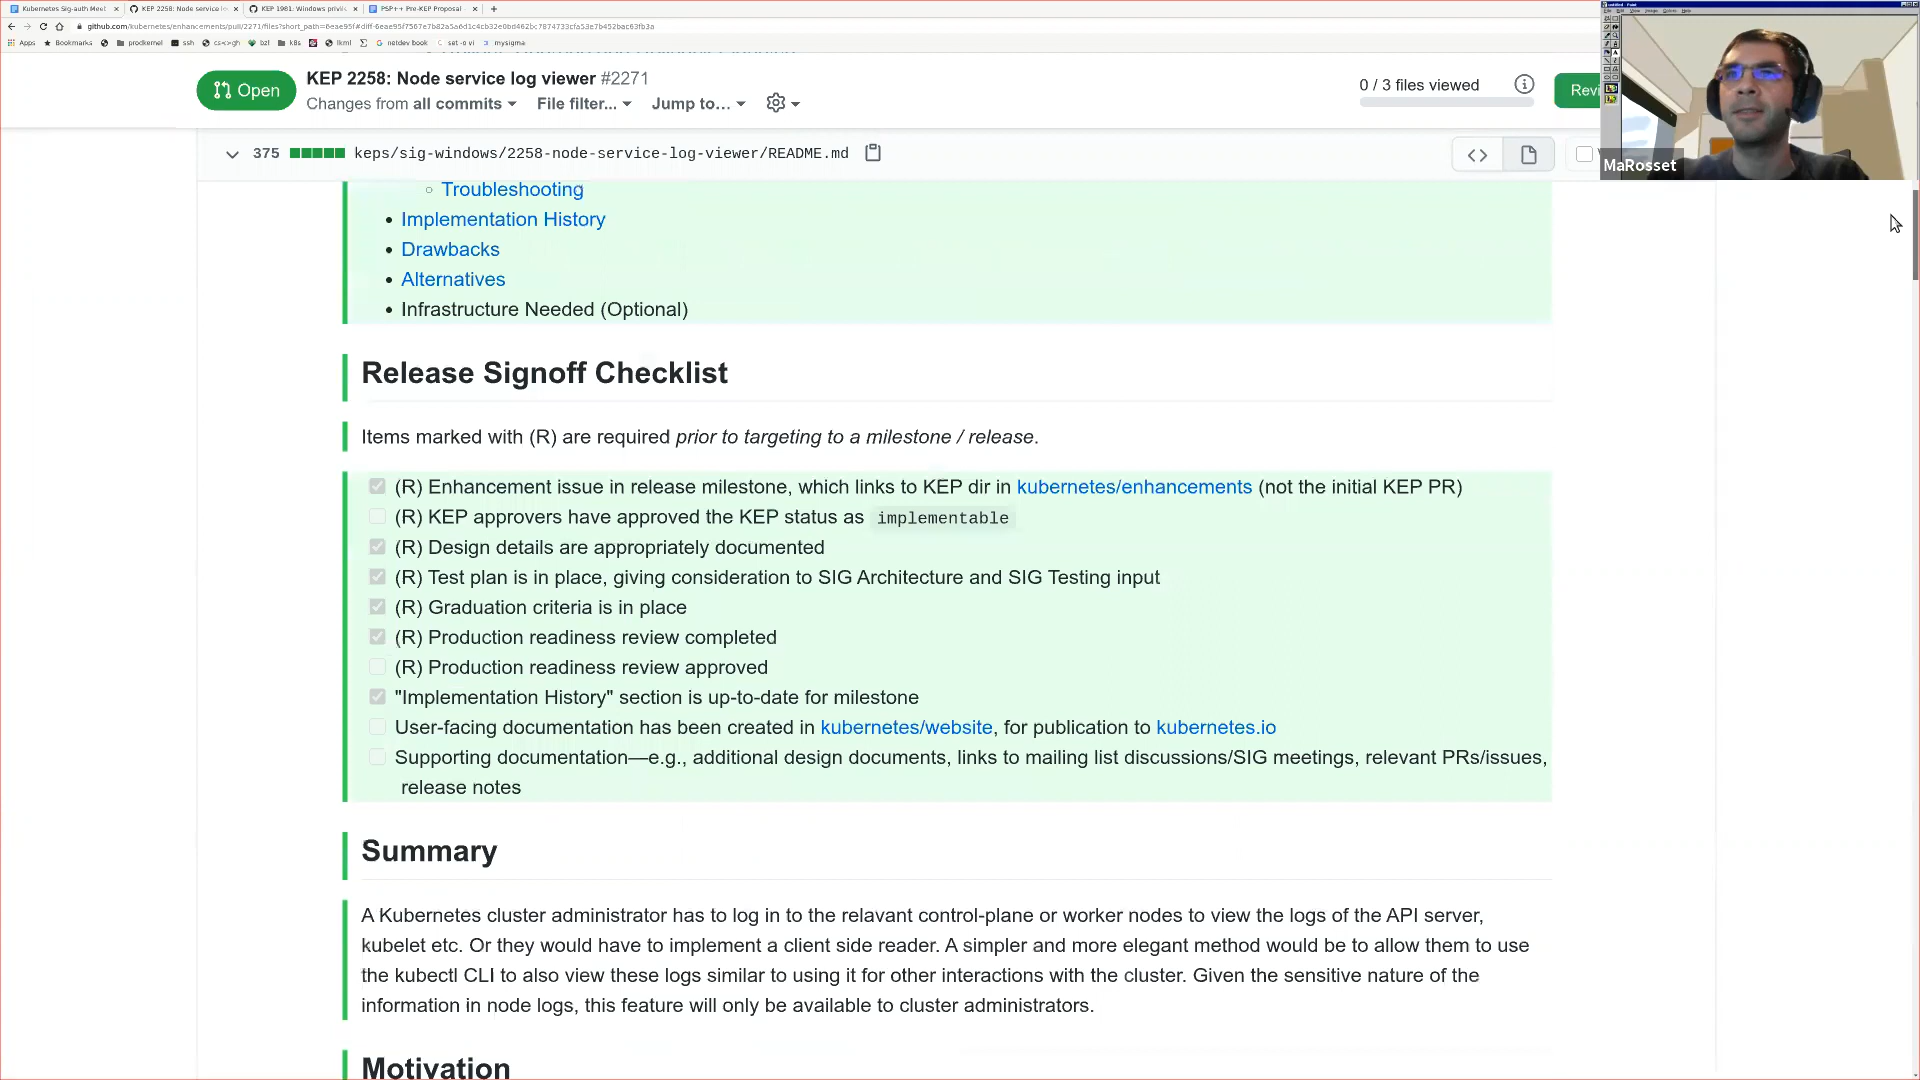 Kubernetes Sig-auth Meet
KEP 2258: Node service lo
KEP 1981: Windows privile
PSP++ Pre-KEP Proposal
github.com/kubernetes/enhancements/pull/2271/files?short_path=6eae95f#diff-6eae95f7567e7b82a5a6d1c4cb32e0bd462bc7874733cfa53e7b452bac63fb3a
Apps Bookmarks prodkernel ssh cs<=>gh bzl k8s lkml netdev book set -o vi mysigma
Open
KEP 2258: Node service log viewer #2271
Changes from all commits File filter... Jump to...
0 / 3 files viewed
Revi
375 keps/sig-windows/2258-node-service-log-viewer/README.md
MaRosset
Troubleshooting
Implementation History
Drawbacks
Alternatives
Infrastructure Needed (Optional)
Release Signoff Checklist
Items marked with (R) are required prior to targeting to a milestone / release.
(R) Enhancement issue in release milestone, which links to KEP dir in kubernetes/enhancements (not the initial KEP PR)
(R) KEP approvers have approved the KEP status as implementable
(R) Design details are appropriately documented
(R) Test plan is in place, giving consideration to SIG Architecture and SIG Testing input
(R) Graduation criteria is in place
(R) Production readiness review completed
(R) Production readiness review approved
"Implementation History" section is up-to-date for milestone
User-facing documentation has been created in kubernetes/website, for publication to kubernetes.io
Supporting documentation—e.g., additional design documents, links to mailing list discussions/SIG meetings, relevant PRs/issues,
release notes
Summary
A Kubernetes cluster administrator has to log in to the relavant control-plane or worker nodes to view the logs of the API server,
kubelet etc. Or they would have to implement a client side reader. A simpler and more elegant method would be to allow them to use
the kubectl CLI to also view these logs similar to using it for other interactions with the cluster. Given the sensitive nature of the
information in node logs, this feature will only be available to cluster administrators.
Motivation